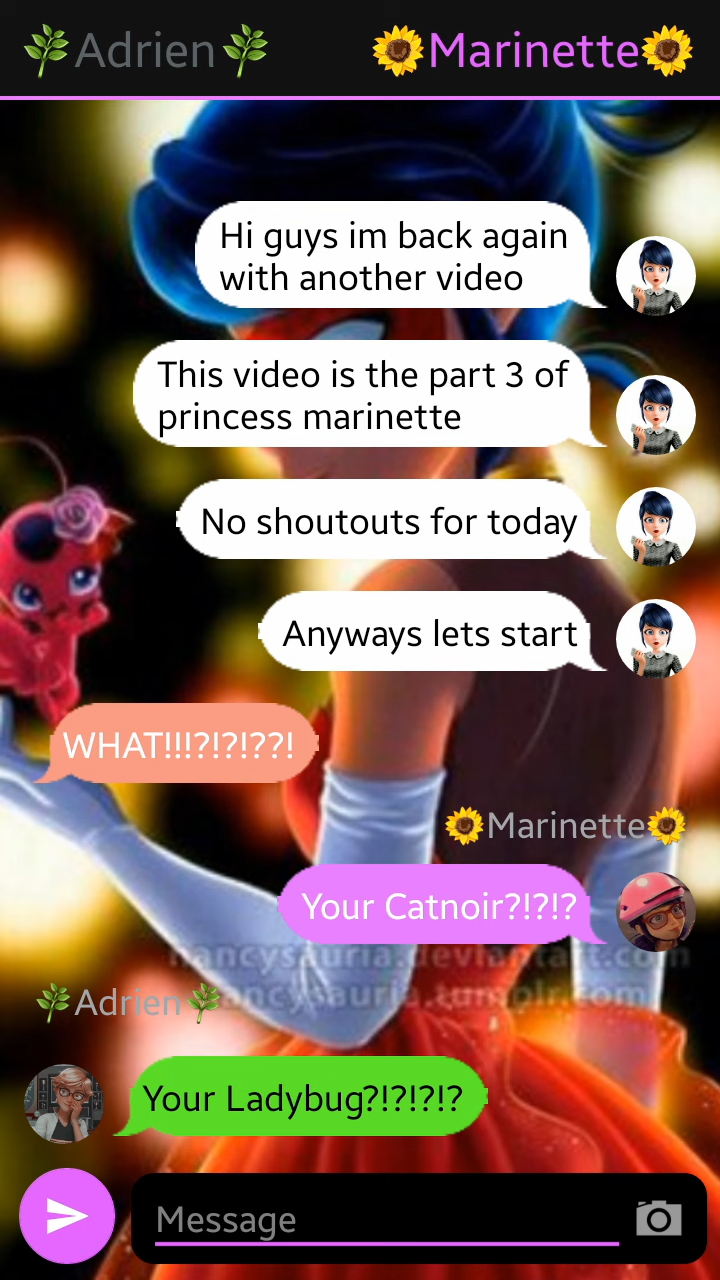 🌿Adrien🌿
🌻Marinette🌻
Hi guys im back again
with another video
This video is the part 3 of
princess marinette
No shoutouts for today
Anyways lets start
WHAT!!!?!?!??!
🌻Marinette🌻
Your Catnoir?!?!?
nancysauria.deviantart.com
nancysauria.tumblr.com
🌿Adrien🌿
Your Ladybug?!?!?!?
Message